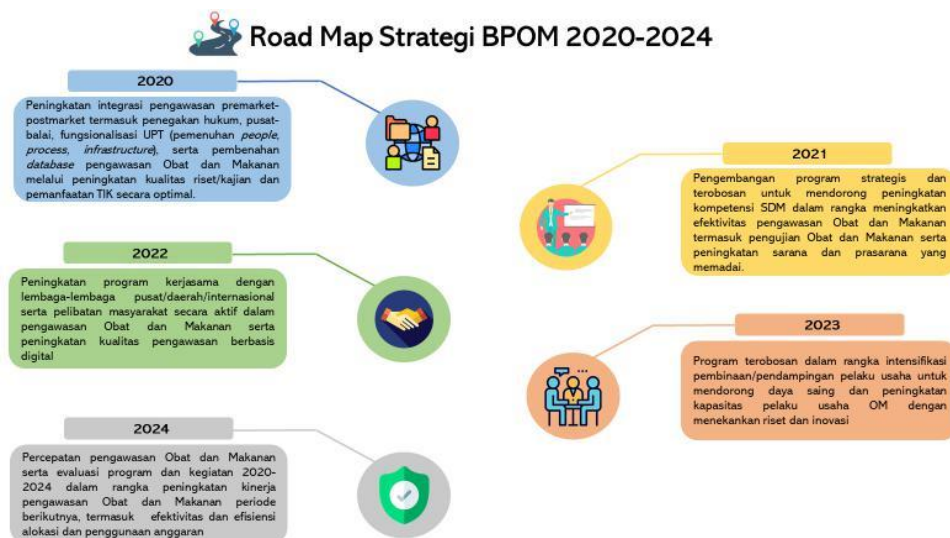 Road Map Strategi BPOM 2020-2024
2020
Peningkatan integrasi pengawasan premarket-
postmarket termasuk penegakan hukum, pusat-
balai, fungsionalisasi UPT (pemenuhan people,
process, infrastructure), serta pembenahan
database pengawasan Obat dan Makanan
melalui peningkatan kualitas riset/kajian dan
pemanfaatan TIK secara optimal.
2021
Pengembangan program strategis dan
terobosan untuk mendorong peningkatan
kompetensi SDM dalam rangka meningkatkan
efektivitas pengawasan Obat dan Makanan
termasuk pengujian Obat dan Makanan serta
peningkatan sarana dan prasarana yang
memadai.
2022
Peningkatan program kerjasama dengan
lembaga-lembaga pusat/daerah/internasional
serta pelibatan masyarakat secara aktif dalam
pengawasan Obat dan Makanan serta
peningkatan kualitas pengawasan berbasis
digital
2023
Program terobosan dalam rangka intensifikasi
pembinaan/pendampingan pelaku usaha untuk
mendorong daya saing dan peningkatan
kapasitas pelaku usaha OM dengan
menekankan riset dan inovasi
2024
Percepatan pengawasan Obat dan Makanan
serta evaluasi program dan kegiatan 2020-
2024 dalam rangka peningkatan kinerja
pengawasan Obat dan Makanan periode
berikutnya, termasuk efektivitas dan efisiensi
alokasi dan penggunaan anggaran